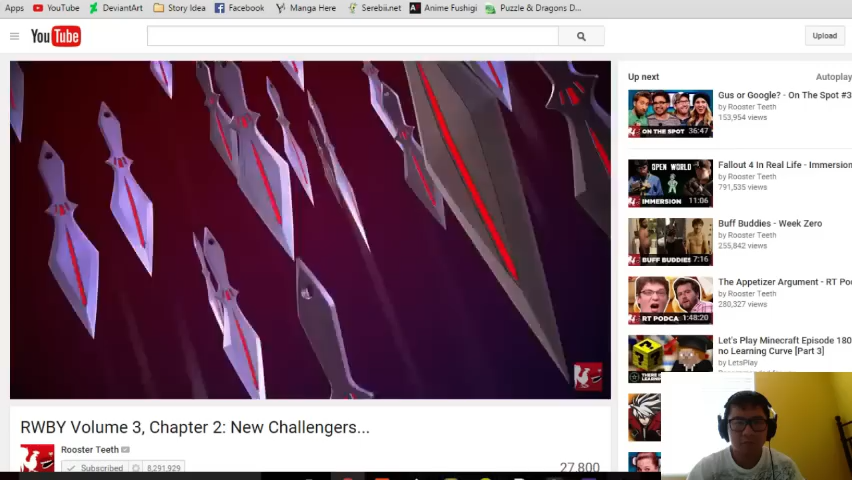 Apps YouTube DeviantArt Story Idea Facebook Manga Here Serebii.net Anime Fushigi Puzzle & Dragons D...
YouTube
Upload
Up next Autoplay
Gus or Google? - On The Spot #3
by Rooster Teeth
153,954 views
ON THE SPOT 36:47
Fallout 4 In Real Life - Immersion
by Rooster Teeth
791,535 views
OPEN WORLD
IMMERSION 11:06
Buff Buddies - Week Zero
by Rooster Teeth
255,842 views
BUFF BUDDIES 7:16
The Appetizer Argument - RT Po
by Rooster Teeth
280,327 views
RT PODCA 1:48:20
Let's Play Minecraft Episode 180
no Learning Curve [Part 3]
by LetsPlay
RWBY Volume 3, Chapter 2: New Challengers...
Rooster Teeth
Subscribed 8,291,929
27,800